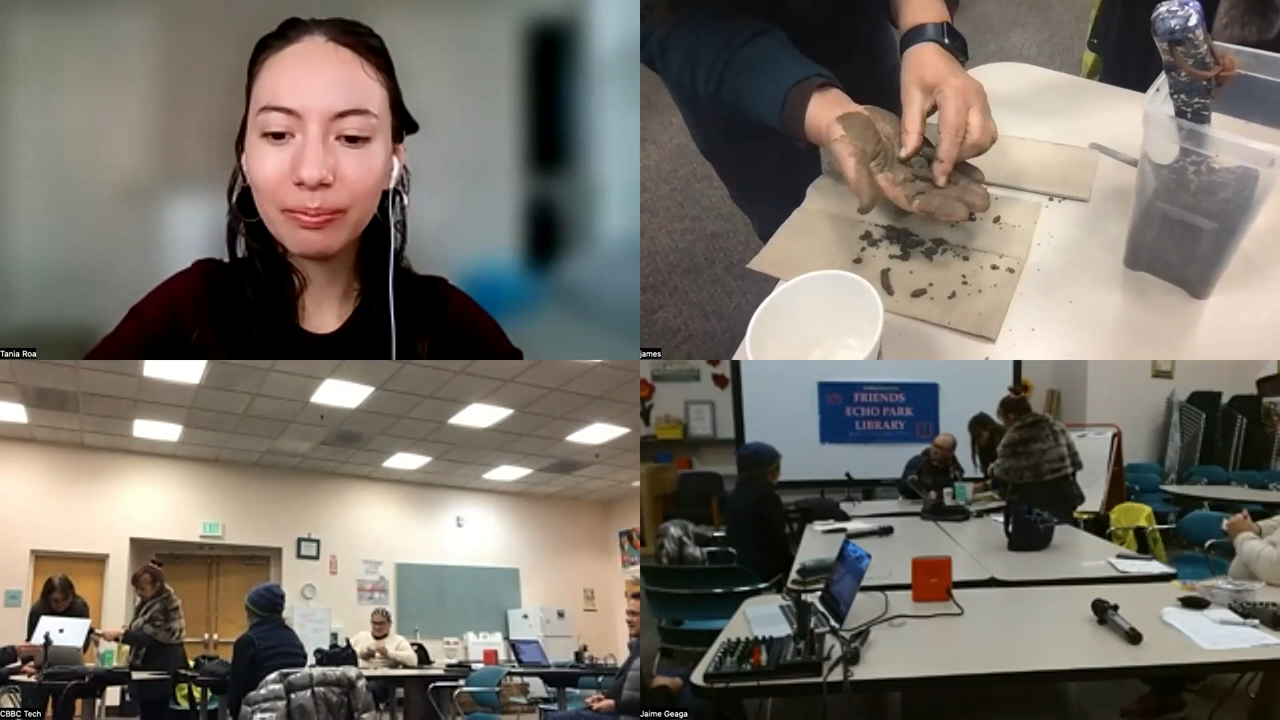 Tania Roa
james
FRIENDS
ECHO PARK
LIBRARY
CBBC Tech
Jaime Geaga